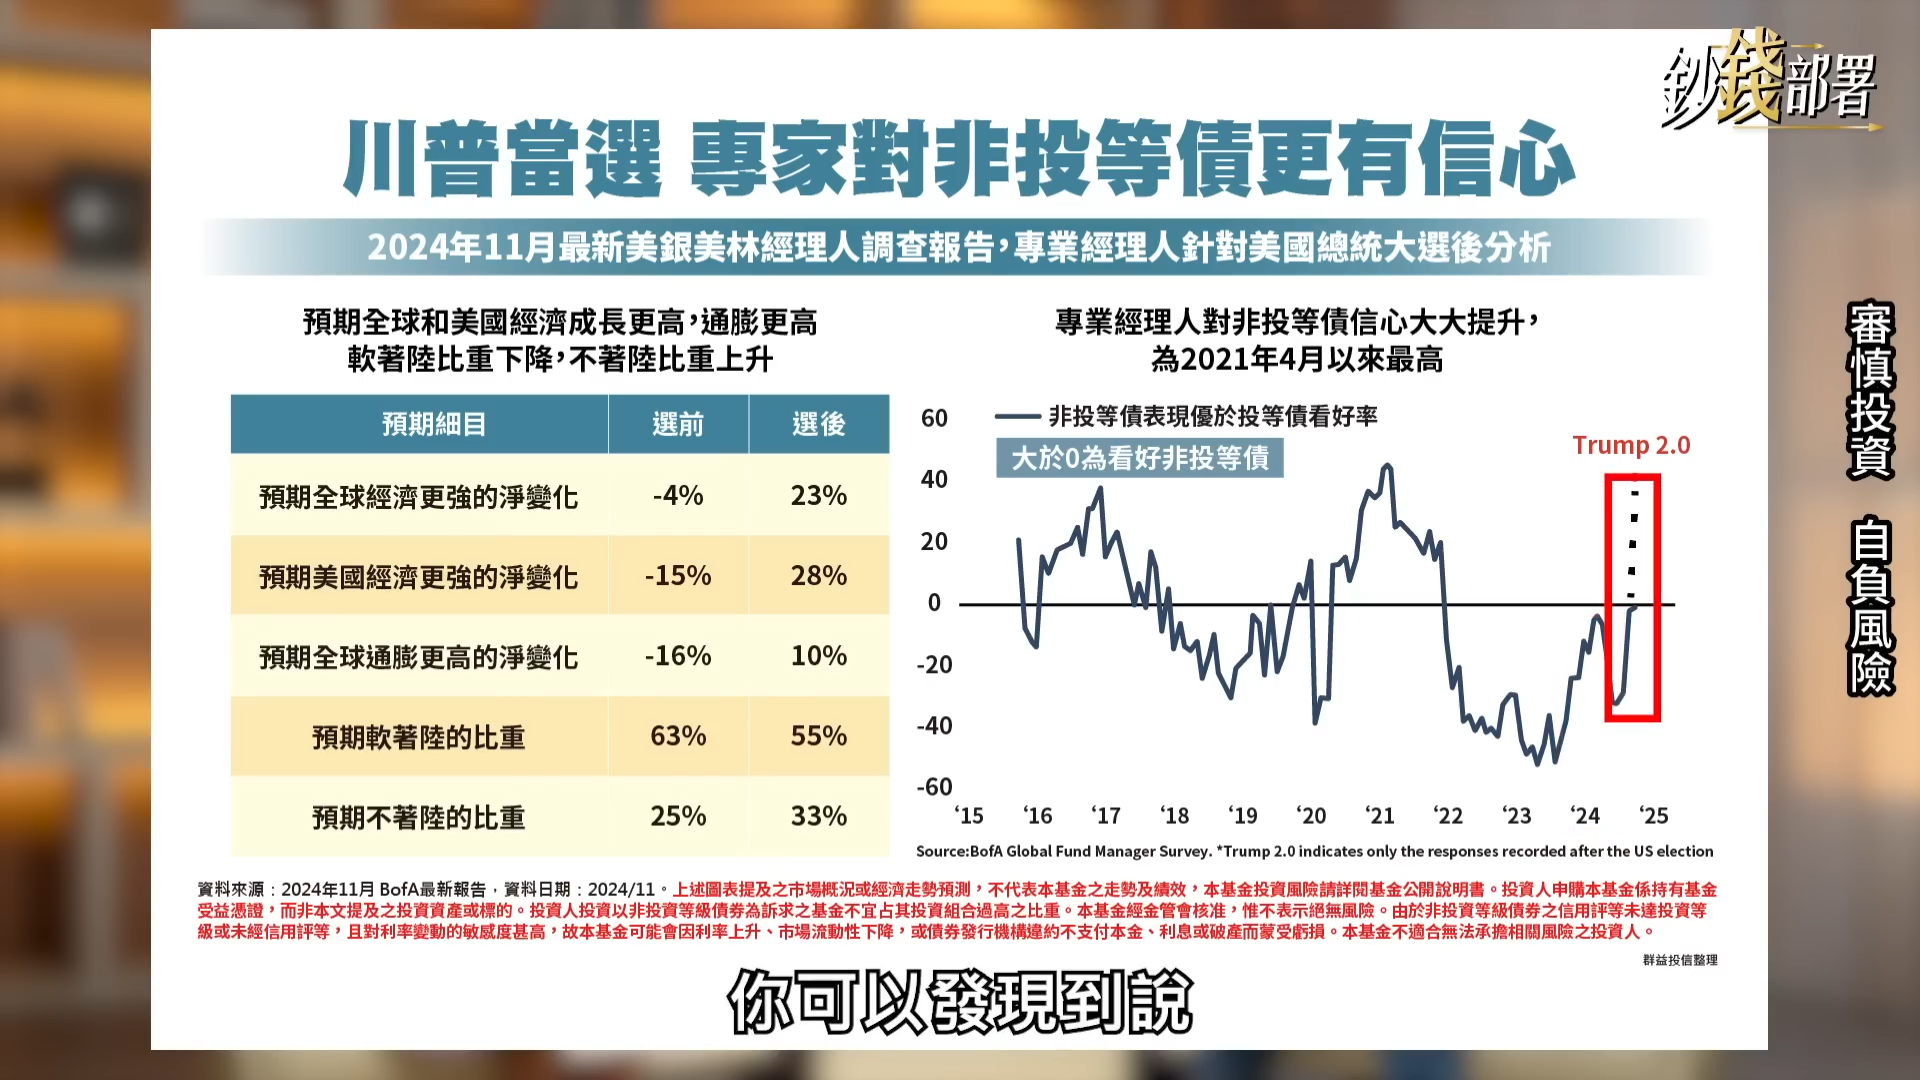 鈔錢部署
川普當選 專家對非投等債更有信心
2024年11月最新美銀美林經理人調查報告,專業經理人針對美國總統大選後分析
預期全球和美國經濟成長更高,通膨更高
軟著陸比重下降,不著陸比重上升
預期細目 選前 選後
預期全球經濟更強的淨變化 -4% 23%
預期美國經濟更強的淨變化 -15% 28%
預期全球通膨更高的淨變化 -16% 10%
預期軟著陸的比重 63% 55%
預期不著陸的比重 25% 33%
專業經理人對非投等債信心大大提升,
為2021年4月以來最高
非投等債表現優於投等債看好率
大於0為看好非投等債
Trump 2.0
60
40
20
0
-20
-40
-60
‘15 ‘16 ‘17 ‘18 ‘19 ‘20 ‘21 ‘22 ‘23 ‘24 ‘25
Source:BofA Global Fund Manager Survey. *Trump 2.0 indicates only the responses recorded after the US election
資料來源：2024年11月 BofA最新報告，資料日期：2024/11。上述圖表提及之市場概況或經濟走勢預測，不代表本基金之走勢及績效，本基金投資風險請詳閱基金公開說明書。投資人申購本基金係持有基金
受益憑證，而非本文提及之投資資產或標的。投資人投資以非投資等級債券為訴求之基金不宜占其投資組合過高之比重。本基金經金管會核准，惟不表示絕無風險。由於非投資等級債券之信用評等未達投資等
級或未經信用評等，且對利率變動的敏感度甚高，故本基金可能會因利率上升、市場流動性下降，或債券發行機構違約不支付本金、利息或破產而蒙受虧損。本基金不適合無法承擔相關風險之投資人。
群益投信整理
審慎投資 自負風險
你可以發現到說